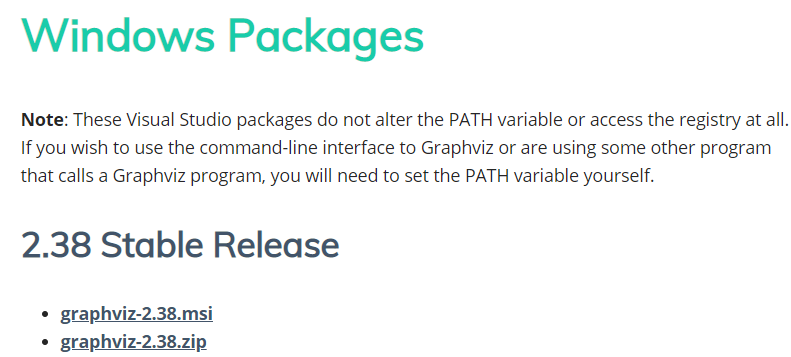 Windows Packages
Note: These Visual Studio packages do not alter the PATH variable or access the registry at all.
If you wish to use the command-line interface to Graphviz or are using some other program
that calls a Graphviz program, you will need to set the PATH variable yourself.
2.38 Stable Release
• graphviz-2.38.msi
• graphviz-2.38.zip